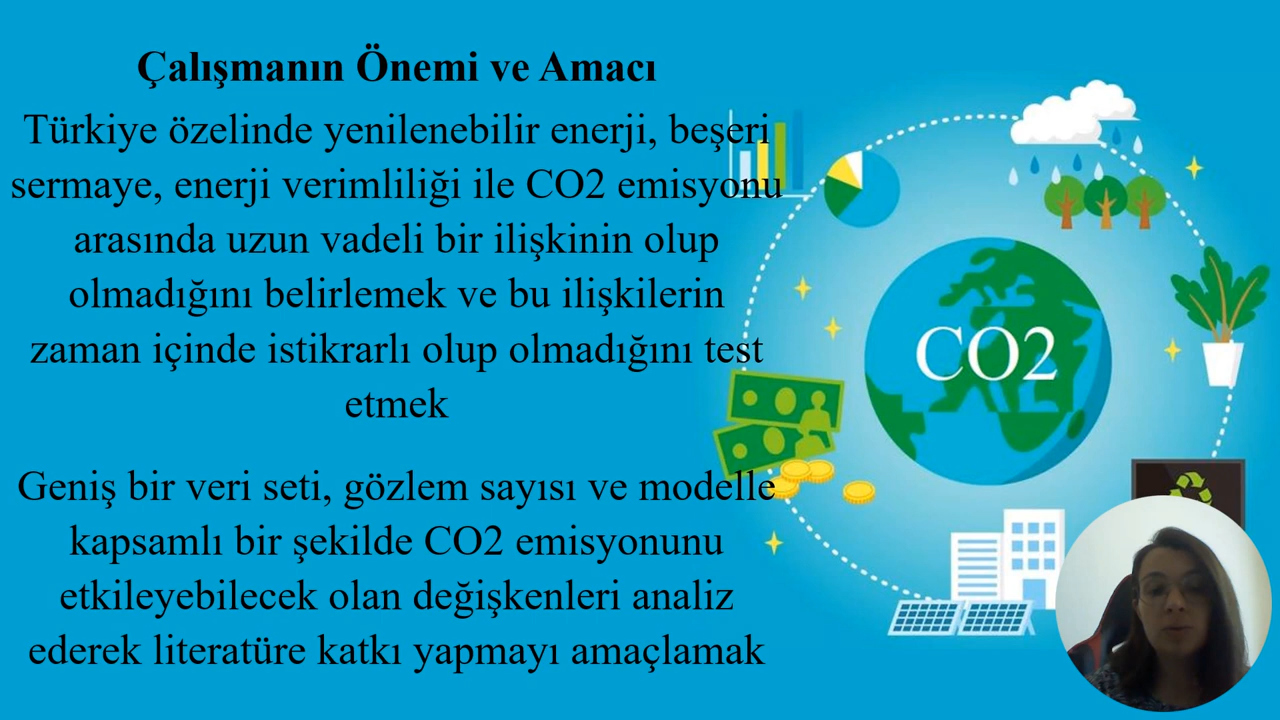 Çalışmanın Önemi ve Amacı
Türkiye özelinde yenilenebilir enerji, beşeri
sermaye, enerji verimliliği ile CO2 emisyonu
arasında uzun vadeli bir ilişkinin olup
olmadığını belirlemek ve bu ilişkilerin
zaman içinde istikrarlı olup olmadığını test
etmek
Geniş bir veri seti, gözlem sayısı ve modelle
kapsamlı bir şekilde CO2 emisyonunu
etkileyebilecek olan değişkenleri analiz
ederek literatüre katkı yapmayı amaçlamak
CO2